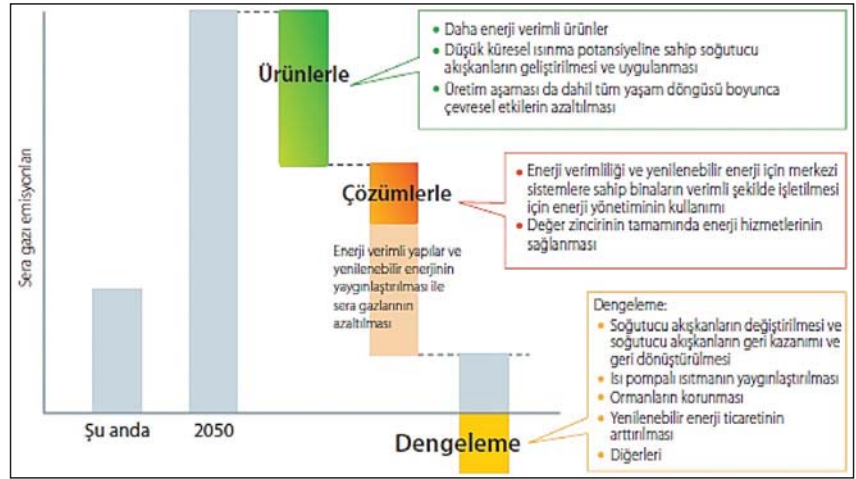 Sera gazı emisyonları
Şu anda
2050
Ürünlerle
• Daha enerji verimli ürünler
• Düşük küresel ısınma potansiyeline sahip soğutucu
akışkanların geliştirilmesi ve uygulanması
• Üretim aşaması da dahil tüm yaşam döngüsü boyunca
çevresel etkilerin azaltılması
Çözümlerle
Enerji verimli yapılar ve
yenilenebilir enerjinin
yaygınlaştırılması ile
sera gazlarının
azaltılması
• Enerji verimliliği ve yenilenebilir enerji için merkezi
sistemlere sahip binaların verimli şekilde işletilmesi
için enerji yönetiminin kullanımı
• Değer zincirinin tamamında enerji hizmetlerinin
sağlanması
Dengeleme
Dengeleme:
• Soğutucu akışkanların değiştirilmesi ve
soğutucu akışkanların geri kazanımı ve
geri dönüştürülmesi
• Isı pompalı ısıtmanın yaygınlaştırılması
• Ormanların korunması
• Yenilenebilir enerji ticaretinin
arttırılması
• Diğerleri